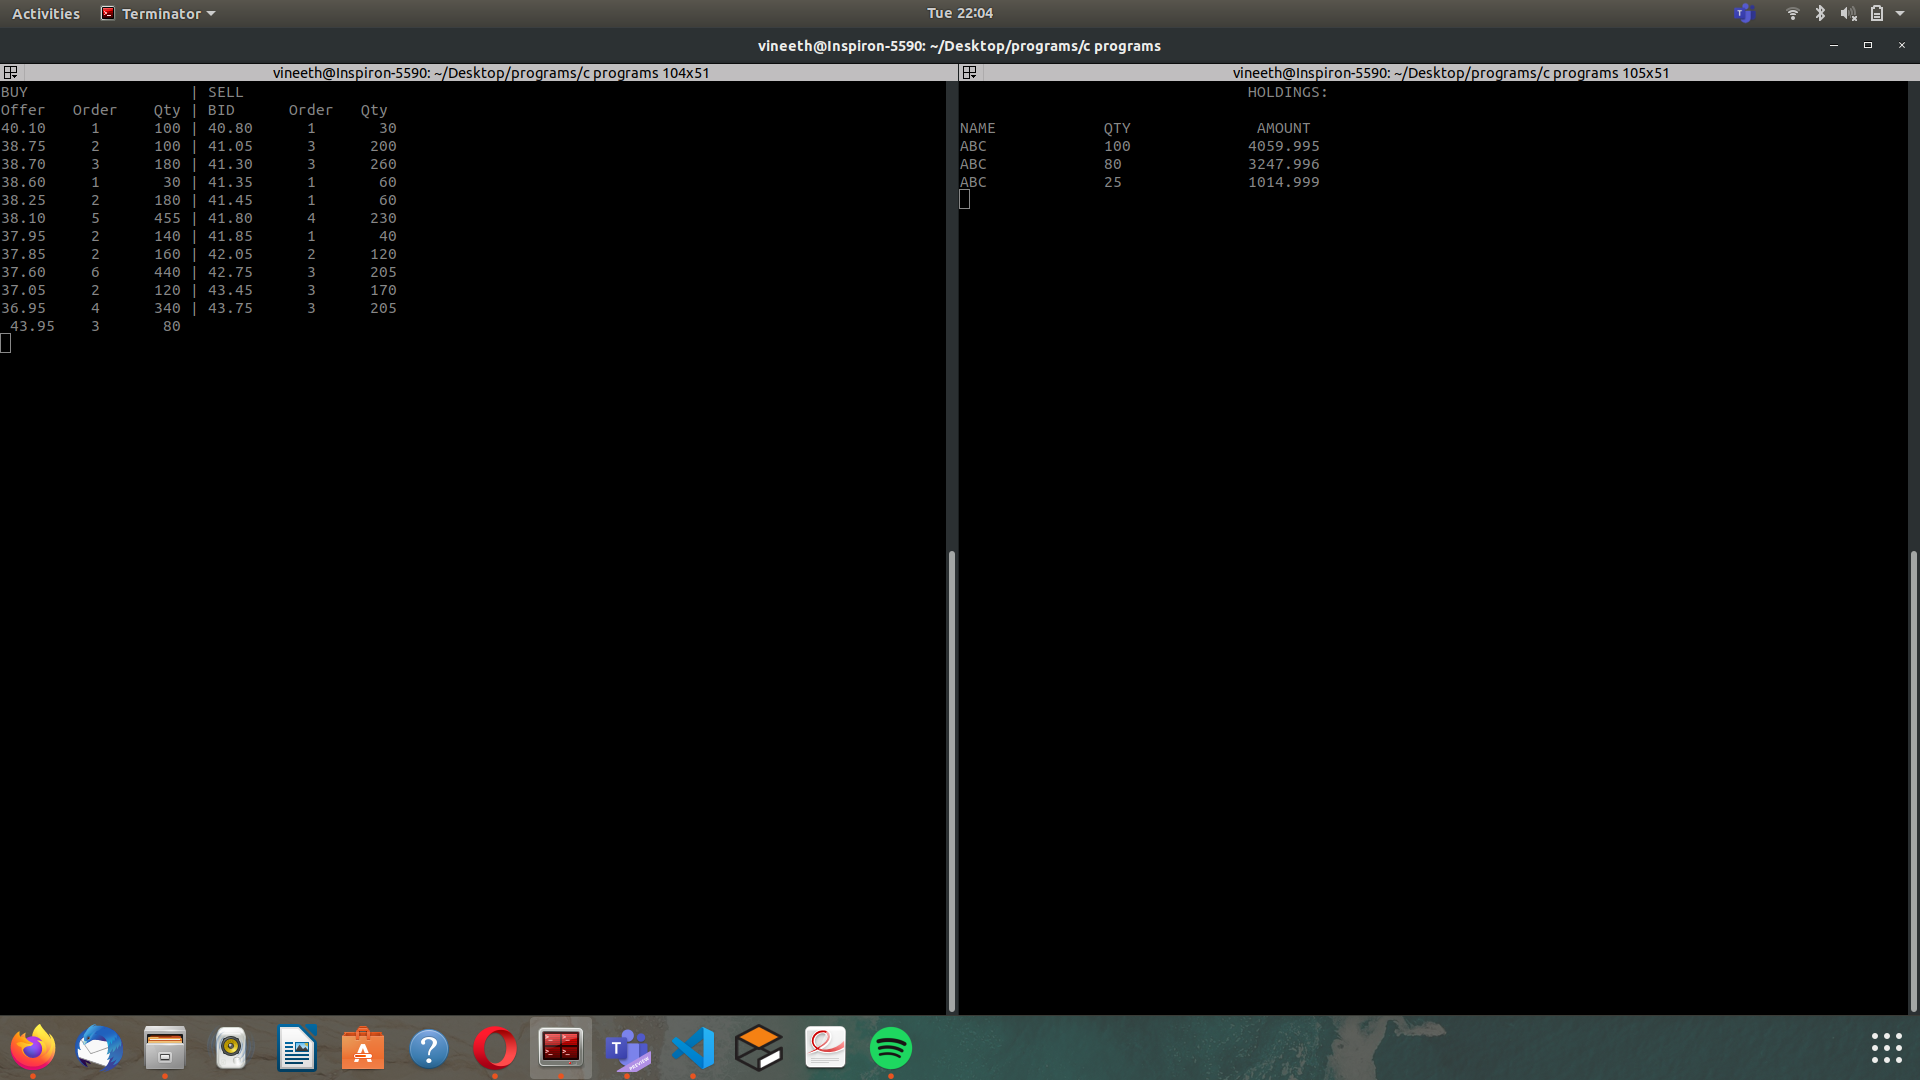 Activities Terminator Tue 22:04
vineeth@Inspiron-5590: ~/Desktop/programs/c programs
vineeth@Inspiron-5590: ~/Desktop/programs/c programs 104x51
BUY | SELL
Offer Order Qty | BID Order Qty
40.10 1 100 | 40.80 1 30
38.75 2 100 | 41.05 3 200
38.70 3 180 | 41.30 3 260
38.60 1 30 | 41.35 1 60
38.25 2 180 | 41.45 1 60
38.10 5 455 | 41.80 4 230
37.95 2 140 | 41.85 1 40
37.85 2 160 | 42.05 2 120
37.60 6 440 | 42.75 3 205
37.05 2 120 | 43.45 3 170
36.95 4 340 | 43.75 3 205
43.95 3 80
vineeth@Inspiron-5590: ~/Desktop/programs/c programs 105x51
HOLDINGS:
NAME QTY AMOUNT
ABC 100 4059.995
ABC 80 3247.996
ABC 25 1014.999